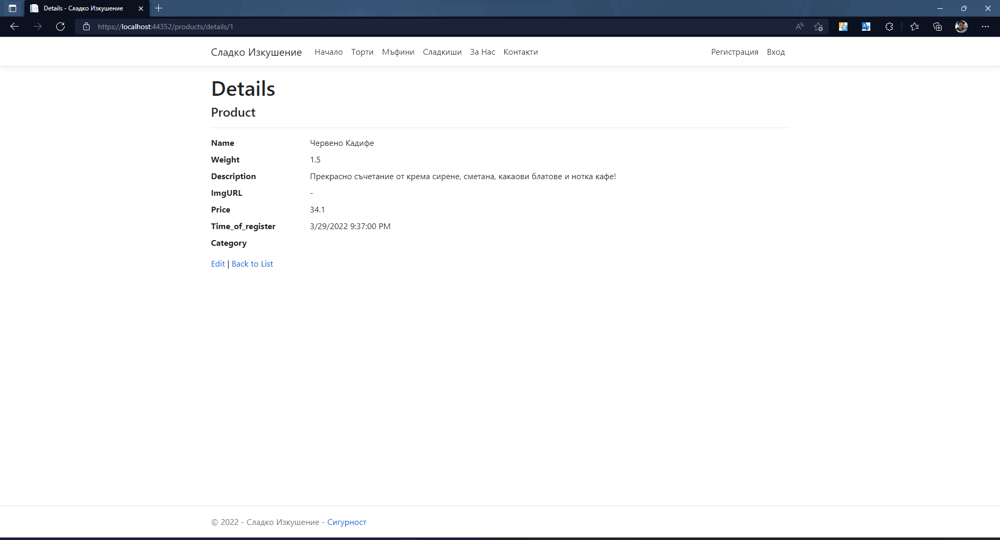 Details - Сладко Изкушение
https://localhost:44352/products/details/1
Сладко Изкушение Начало Торти Мъфини Сладкиши За Нас Контакти Регистрация Вход
Details
Product
Name Червено Кадифе
Weight 1.5
Description Прекрасно съчетание от крема сирене, сметана, какаови блатове и нотка кафе!
ImgURL -
Price 34.1
Time_of_register 3/29/2022 9:37:00 PM
Category
Edit | Back to List
© 2022 - Сладко Изкушение - Сигурност